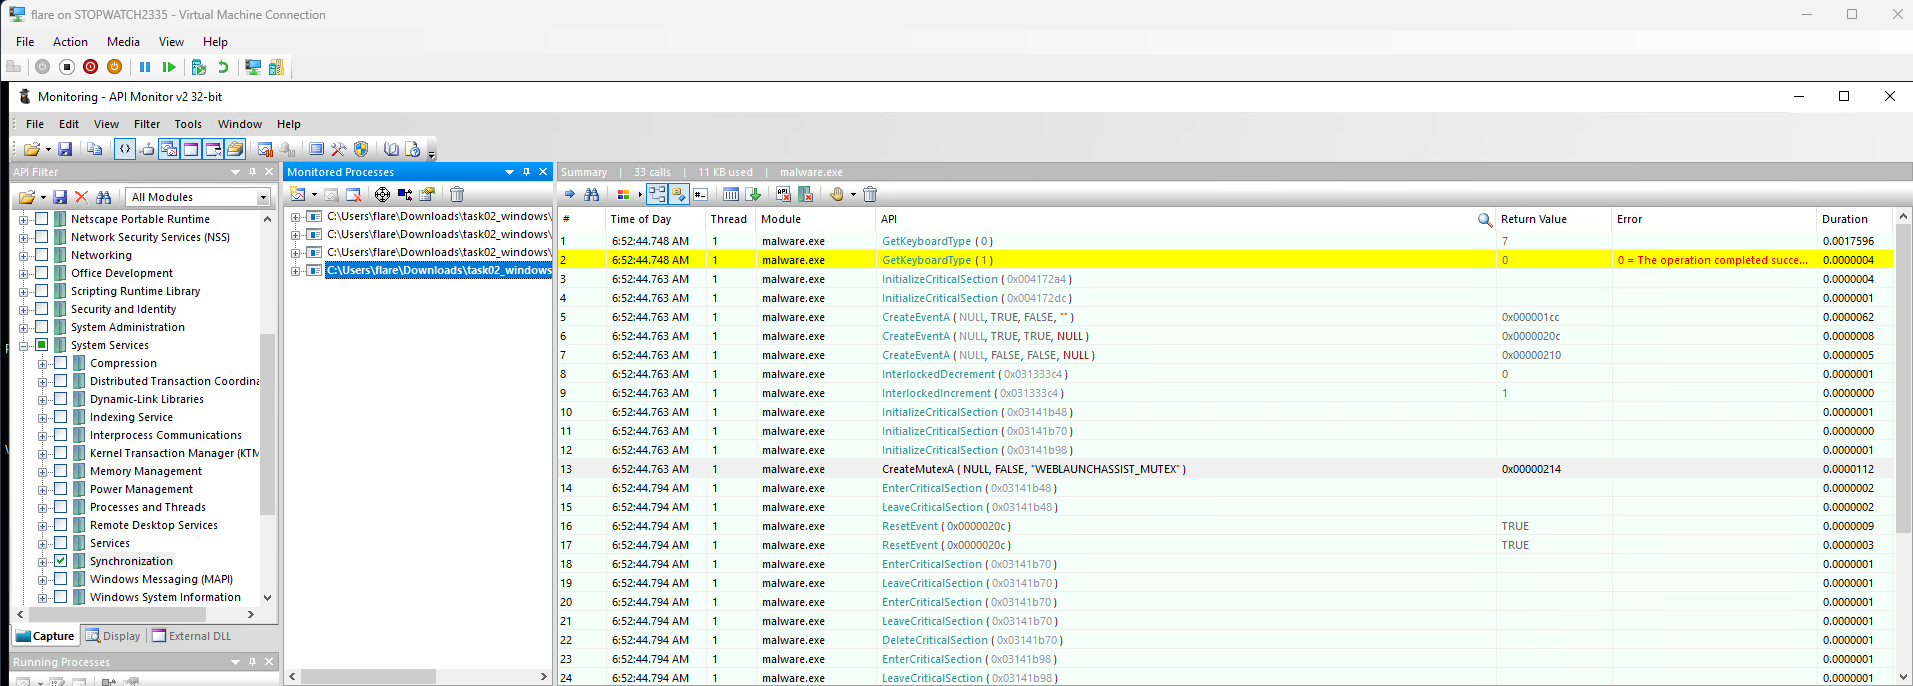 flare on STOPWATCH2335 - Virtual Machine Connection
File Action Media View Help
Monitoring - API Monitor v2 32-bit
File Edit View Filter Tools Window Help
API Filter
All Modules
Netscape Portable Runtime
Network Security Services (NSS)
Networking
Office Development
Scripting Runtime Library
Security and Identity
System Administration
System Services
Compression
Distributed Transaction Coordina
Dynamic-Link Libraries
Indexing Service
Interprocess Communications
Kernel Transaction Manager (KTM
Memory Management
Power Management
Processes and Threads
Remote Desktop Services
Services
Synchronization
Windows Messaging (MAPI)
Windows System Information
Capture Display External DLL
Running Processes
Monitored Processes
C:\Users\flare\Downloads\task02_windows\
C:\Users\flare\Downloads\task02_windows\
C:\Users\flare\Downloads\task02_windows\
C:\Users\flare\Downloads\task02_windows
Summary | 33 calls | 11 KB used | malware.exe
# Time of Day Thread Module API Return Value Error Duration
1 6:52:44.748 AM 1 malware.exe GetKeyboardType ( 0 ) 7 0.0017596
2 6:52:44.748 AM 1 malware.exe GetKeyboardType ( 1 ) 0 0 = The operation completed succe... 0.0000004
3 6:52:44.763 AM 1 malware.exe InitializeCriticalSection ( 0x004172a4 ) 0.0000004
4 6:52:44.763 AM 1 malware.exe InitializeCriticalSection ( 0x004172dc ) 0.0000001
5 6:52:44.763 AM 1 malware.exe CreateEventA ( NULL, TRUE, FALSE, "" ) 0x000001cc 0.0000062
6 6:52:44.763 AM 1 malware.exe CreateEventA ( NULL, TRUE, TRUE, NULL ) 0x0000020c 0.0000008
7 6:52:44.763 AM 1 malware.exe CreateEventA ( NULL, FALSE, FALSE, NULL ) 0x00000210 0.0000005
8 6:52:44.763 AM 1 malware.exe InterlockedDecrement ( 0x031333c4 ) 0 0.0000001
9 6:52:44.763 AM 1 malware.exe InterlockedIncrement ( 0x031333c4 ) 1 0.0000000
10 6:52:44.763 AM 1 malware.exe InitializeCriticalSection ( 0x03141b48 ) 0.0000001
11 6:52:44.763 AM 1 malware.exe InitializeCriticalSection ( 0x03141b70 ) 0.0000000
12 6:52:44.763 AM 1 malware.exe InitializeCriticalSection ( 0x03141b98 ) 0.0000001
13 6:52:44.763 AM 1 malware.exe CreateMutexA ( NULL, FALSE, "WEBLAUNCHASSIST_MUTEX" ) 0x00000214 0.0000112
14 6:52:44.794 AM 1 malware.exe EnterCriticalSection ( 0x03141b48 ) 0.0000002
15 6:52:44.794 AM 1 malware.exe LeaveCriticalSection ( 0x03141b48 ) 0.0000002
16 6:52:44.794 AM 1 malware.exe ResetEvent ( 0x0000020c ) TRUE 0.0000009
17 6:52:44.794 AM 1 malware.exe ResetEvent ( 0x0000020c ) TRUE 0.0000003
18 6:52:44.794 AM 1 malware.exe EnterCriticalSection ( 0x03141b70 ) 0.0000001
19 6:52:44.794 AM 1 malware.exe LeaveCriticalSection ( 0x03141b70 ) 0.0000001
20 6:52:44.794 AM 1 malware.exe EnterCriticalSection ( 0x03141b70 ) 0.0000001
21 6:52:44.794 AM 1 malware.exe LeaveCriticalSection ( 0x03141b70 ) 0.0000001
22 6:52:44.794 AM 1 malware.exe DeleteCriticalSection ( 0x03141b70 ) 0.0000001
23 6:52:44.794 AM 1 malware.exe EnterCriticalSection ( 0x03141b98 ) 0.0000001
24 6:52:44.794 AM 1 malware.exe LeaveCriticalSection ( 0x03141b98 ) 0.0000001